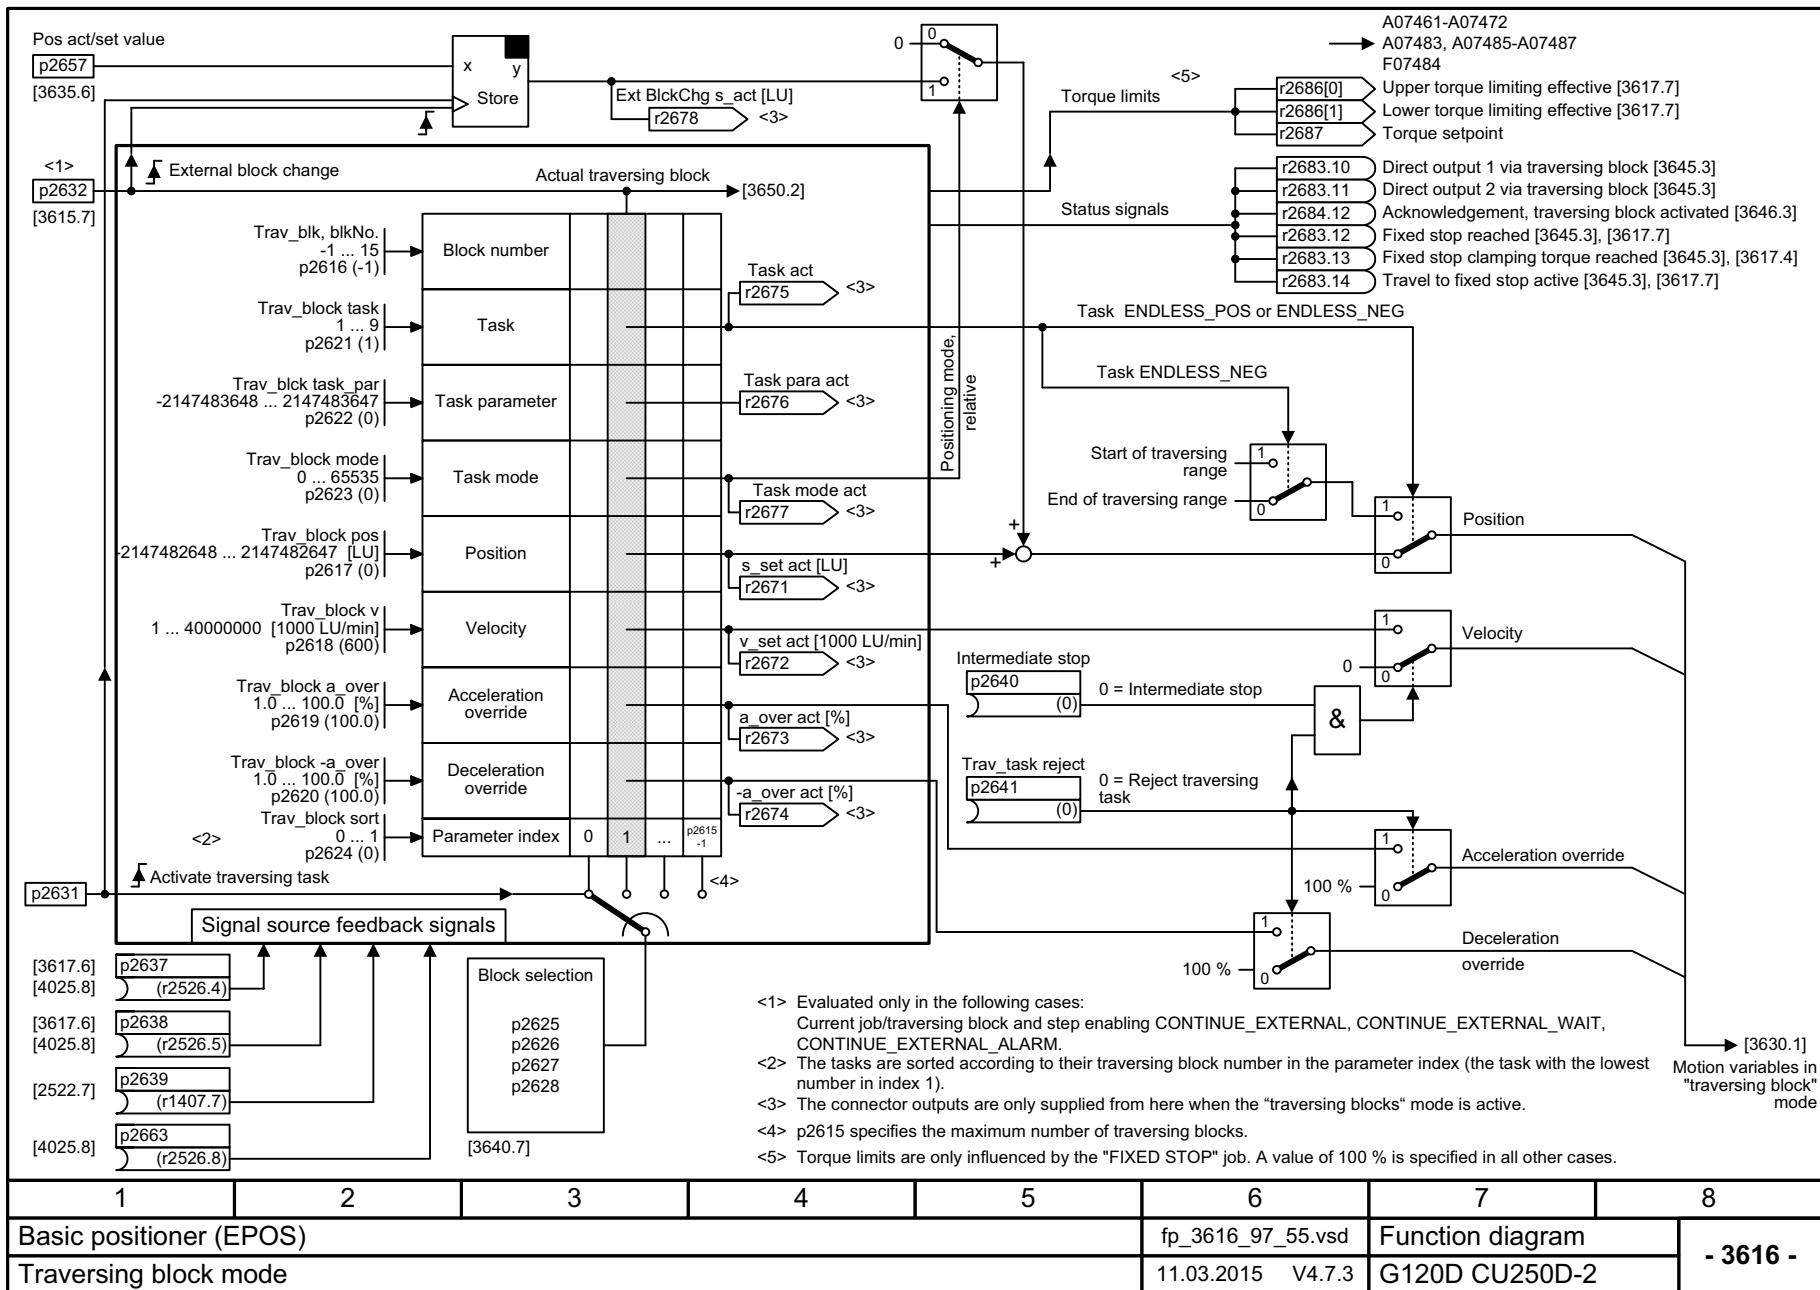 Pos act/set value
p2657
[3635.6]
x
y
Store
Ext BlckChg s_act [LU]
r2678
<3>
0
0
1
A07461-A07472
A07483, A07485-A07487
F07484
<5>
Torque limits
r2686[0]
Upper torque limiting effective [3617.7]
r2686[1]
Lower torque limiting effective [3617.7]
r2687
Torque setpoint
<1>
p2632
[3615.7]
External block change
Actual traversing block
[3650.2]
Status signals
r2683.10
Direct output 1 via traversing block [3645.3]
r2683.11
Direct output 2 via traversing block [3645.3]
r2684.12
Acknowledgement, traversing block activated [3646.3]
r2683.12
Fixed stop reached [3645.3], [3617.7]
r2683.13
Fixed stop clamping torque reached [3645.3], [3617.4]
r2683.14
Travel to fixed stop active [3645.3], [3617.7]
Trav_blk, blkNo.
-1 ... 15
p2616 (-1)
Block number
Trav_block task
1 ... 9
p2621 (1)
Task
Task act
r2675
<3>
Trav_blck task_par
-2147483648 ... 2147483647
p2622 (0)
Task parameter
Task para act
r2676
<3>
Trav_block mode
0 ... 65535
p2623 (0)
Task mode
Task mode act
r2677
<3>
Positioning mode,
relative
Trav_block pos
-2147482648 ... 2147482647 [LU]
p2617 (0)
Position
s_set act [LU]
r2671
<3>
+
+
Task ENDLESS_POS or ENDLESS_NEG
Task ENDLESS_NEG
Start of traversing
range
End of traversing range
1
0
1
0
Position
Trav_block v
1 ... 40000000 [1000 LU/min]
p2618 (600)
Velocity
v_set act [1000 LU/min]
r2672
<3>
1
0
0
Velocity
Trav_block a_over
1.0 ... 100.0 [%]
p2619 (100.0)
Acceleration
override
a_over act [%]
r2673
<3>
Intermediate stop
p2640
(0)
0 = Intermediate stop
&
Trav_block -a_over
1.0 ... 100.0 [%]
p2620 (100.0)
Deceleration
override
-a_over act [%]
r2674
<3>
Trav_task reject
p2641
(0)
0 = Reject traversing
task
<2>
Trav_block sort
0 ... 1
p2624 (0)
Parameter index
0
1
...
p2615
-1
<4>
1
100 %
0
Acceleration override
1
100 %
0
Deceleration
override
p2631
Activate traversing task
Signal source feedback signals
[3617.6]
[4025.8]
p2637
(r2526.4)
[3617.6]
[4025.8]
p2638
(r2526.5)
[2522.7]
p2639
(r1407.7)
[4025.8]
p2663
(r2526.8)
Block selection
p2625
p2626
p2627
p2628
[3640.7]
<1> Evaluated only in the following cases:
Current job/traversing block and step enabling CONTINUE_EXTERNAL, CONTINUE_EXTERNAL_WAIT,
CONTINUE_EXTERNAL_ALARM.
<2> The tasks are sorted according to their traversing block number in the parameter index (the task with the lowest
number in index 1).
<3> The connector outputs are only supplied from here when the “traversing blocks“ mode is active.
<4> p2615 specifies the maximum number of traversing blocks.
<5> Torque limits are only influenced by the "FIXED STOP" job. A value of 100 % is specified in all other cases.
[3630.1]
Motion variables in
"traversing block"
mode
1 2 3 4 5 6 7 8
Basic positioner (EPOS)
fp_3616_97_55.vsd
Function diagram
- 3616 -
Traversing block mode
11.03.2015 V4.7.3
G120D CU250D-2